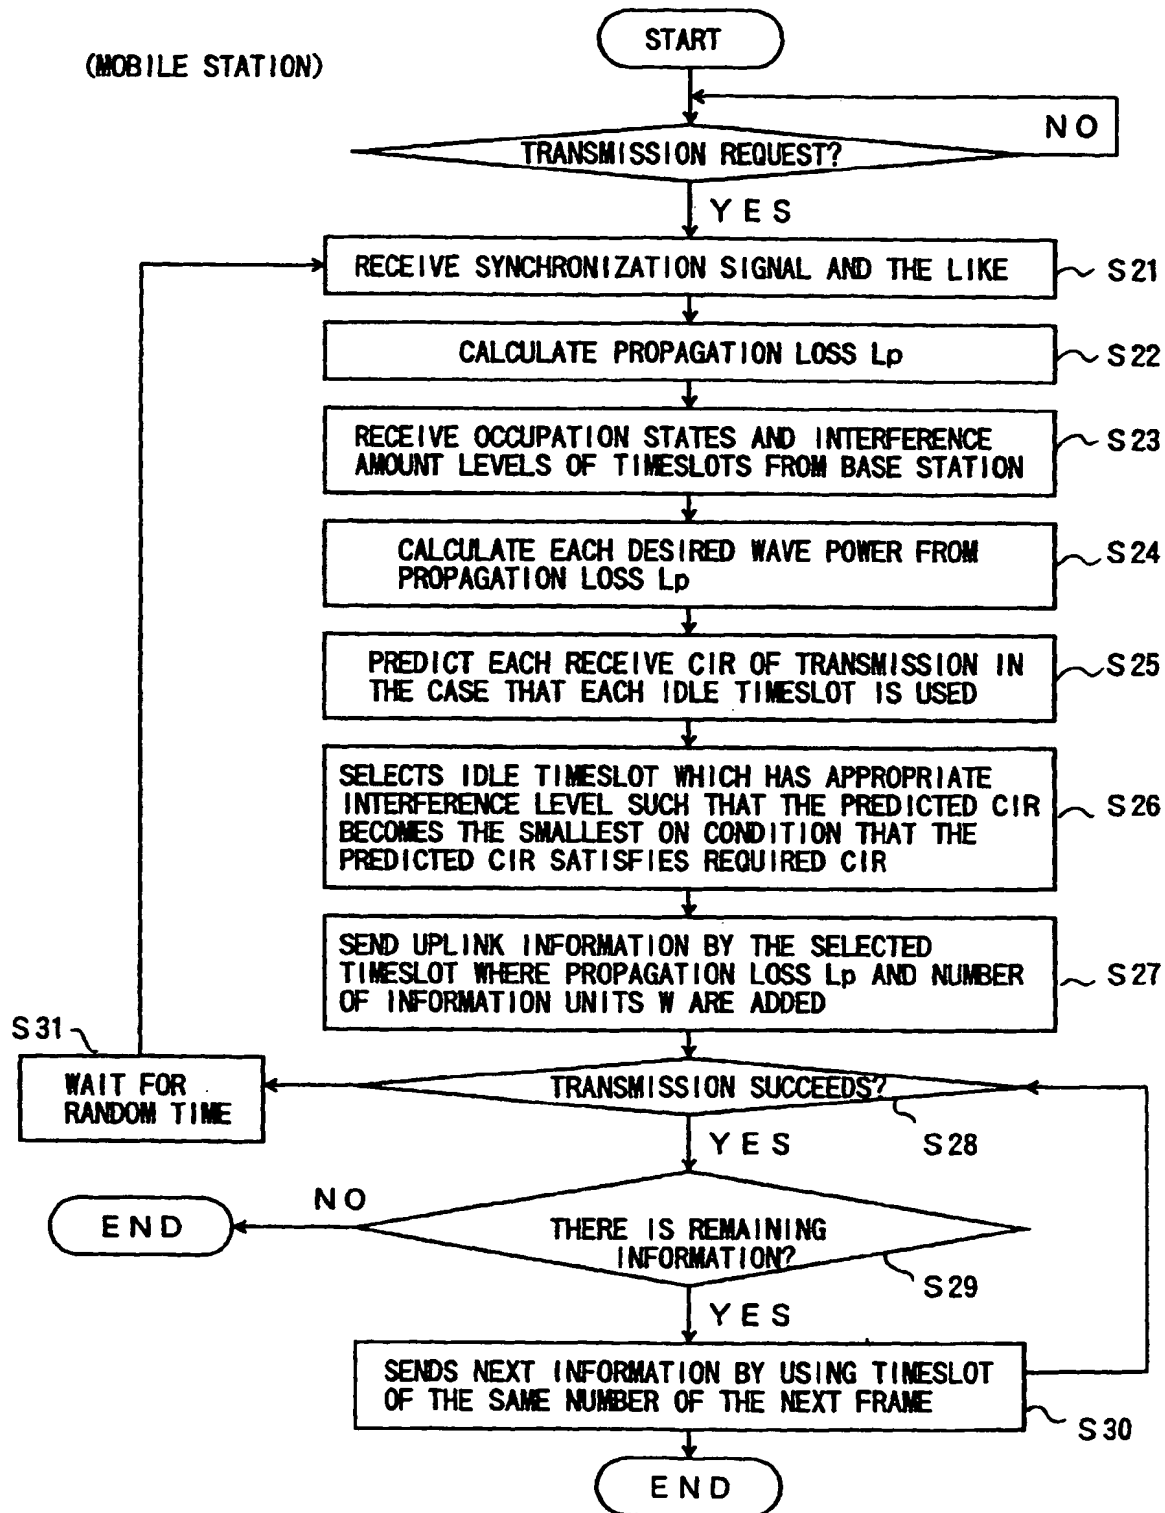 START
(MOBILE STATION)
NO
TRANSMISSION REQUEST?
YES
RECEIVE SYNCHRONIZATION SIGNAL AND THE LIKE
S21
CALCULATE PROPAGATION LOSS Lp
S22
RECEIVE OCCUPATION STATES AND INTERFERENCE
AMOUNT LEVELS OF TIMESLOTS FROM BASE STATION
S23
CALCULATE EACH DESIRED WAVE POWER FROM
PROPAGATION LOSS Lp
S24
PREDICT EACH RECEIVE CIR OF TRANSMISSION IN
THE CASE THAT EACH IDLE TIMESLOT IS USED
S25
SELECTS IDLE TIMESLOT WHICH HAS APPROPRIATE
INTERFERENCE LEVEL SUCH THAT THE PREDICTED CIR
BECOMES THE SMALLEST ON CONDITION THAT THE
PREDICTED CIR SATISFIES REQUIRED CIR
S26
SEND UPLINK INFORMATION BY THE SELECTED
TIMESLOT WHERE PROPAGATION LOSS Lp AND NUMBER
OF INFORMATION UNITS W ARE ADDED
S27
S31
WAIT FOR
RANDOM TIME
TRANSMISSION SUCCEEDS?
S28
YES
NO
END
THERE IS REMAINING
INFORMATION?
S29
YES
SENDS NEXT INFORMATION BY USING TIMESLOT
OF THE SAME NUMBER OF THE NEXT FRAME
S30
END